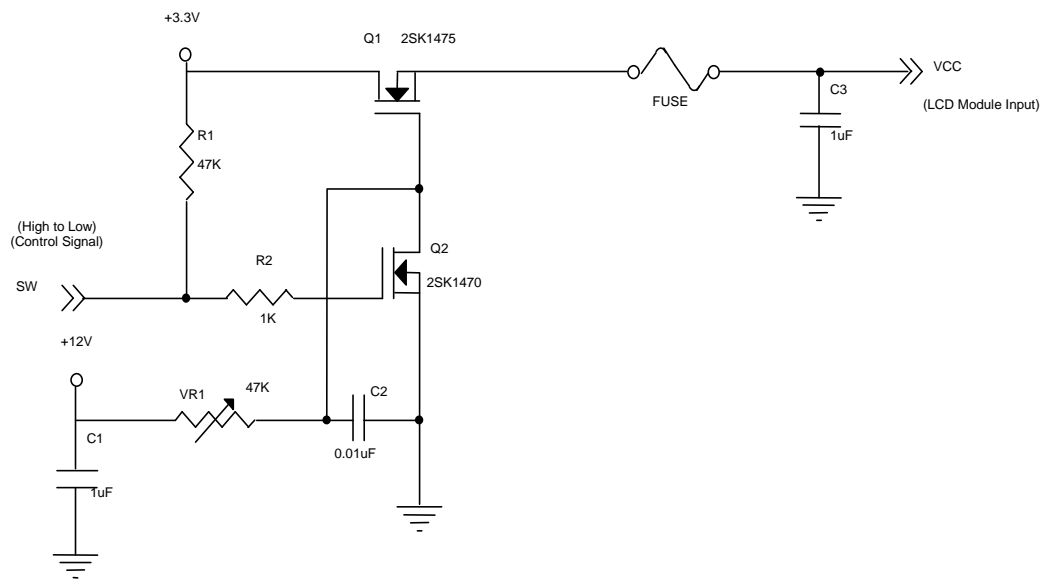 +3.3V
Q1 2SK1475
VCC
FUSE
C3
(LCD Module Input)
1uF
R1
47K
(High to Low)
(Control Signal)
Q2
R2
2SK1470
SW
1K
+12V
VR1
47K
C2
C1
0.01uF
1uF